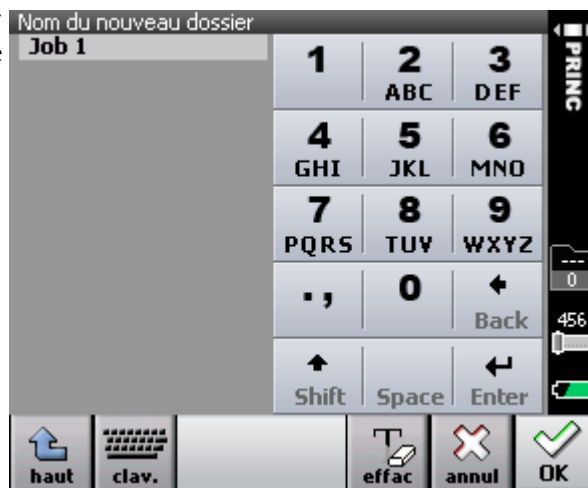 Nom du nouveau dossier
Job 1
1
2
ABC
3
DEF
4
GHI
5
JKL
6
MNO
7
PQRS
8
TUV
9
WXYZ
.,
0
Back
Shift
Space
Enter
PRINC
---
0
456
haut
clav.
effac
annul
OK